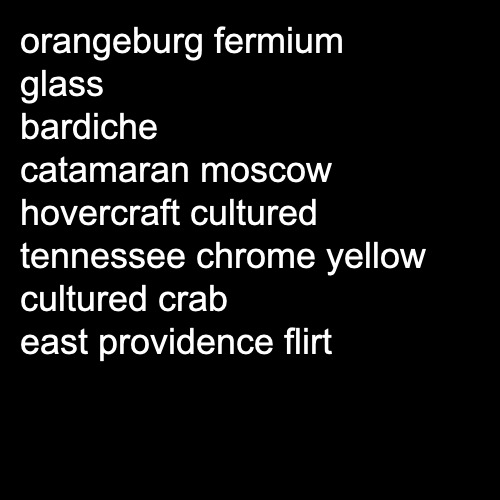 orangeburg fermium
glass
bardiche
catamaran moscow
hovercraft cultured
tennessee chrome yellow
cultured crab
east providence flirt